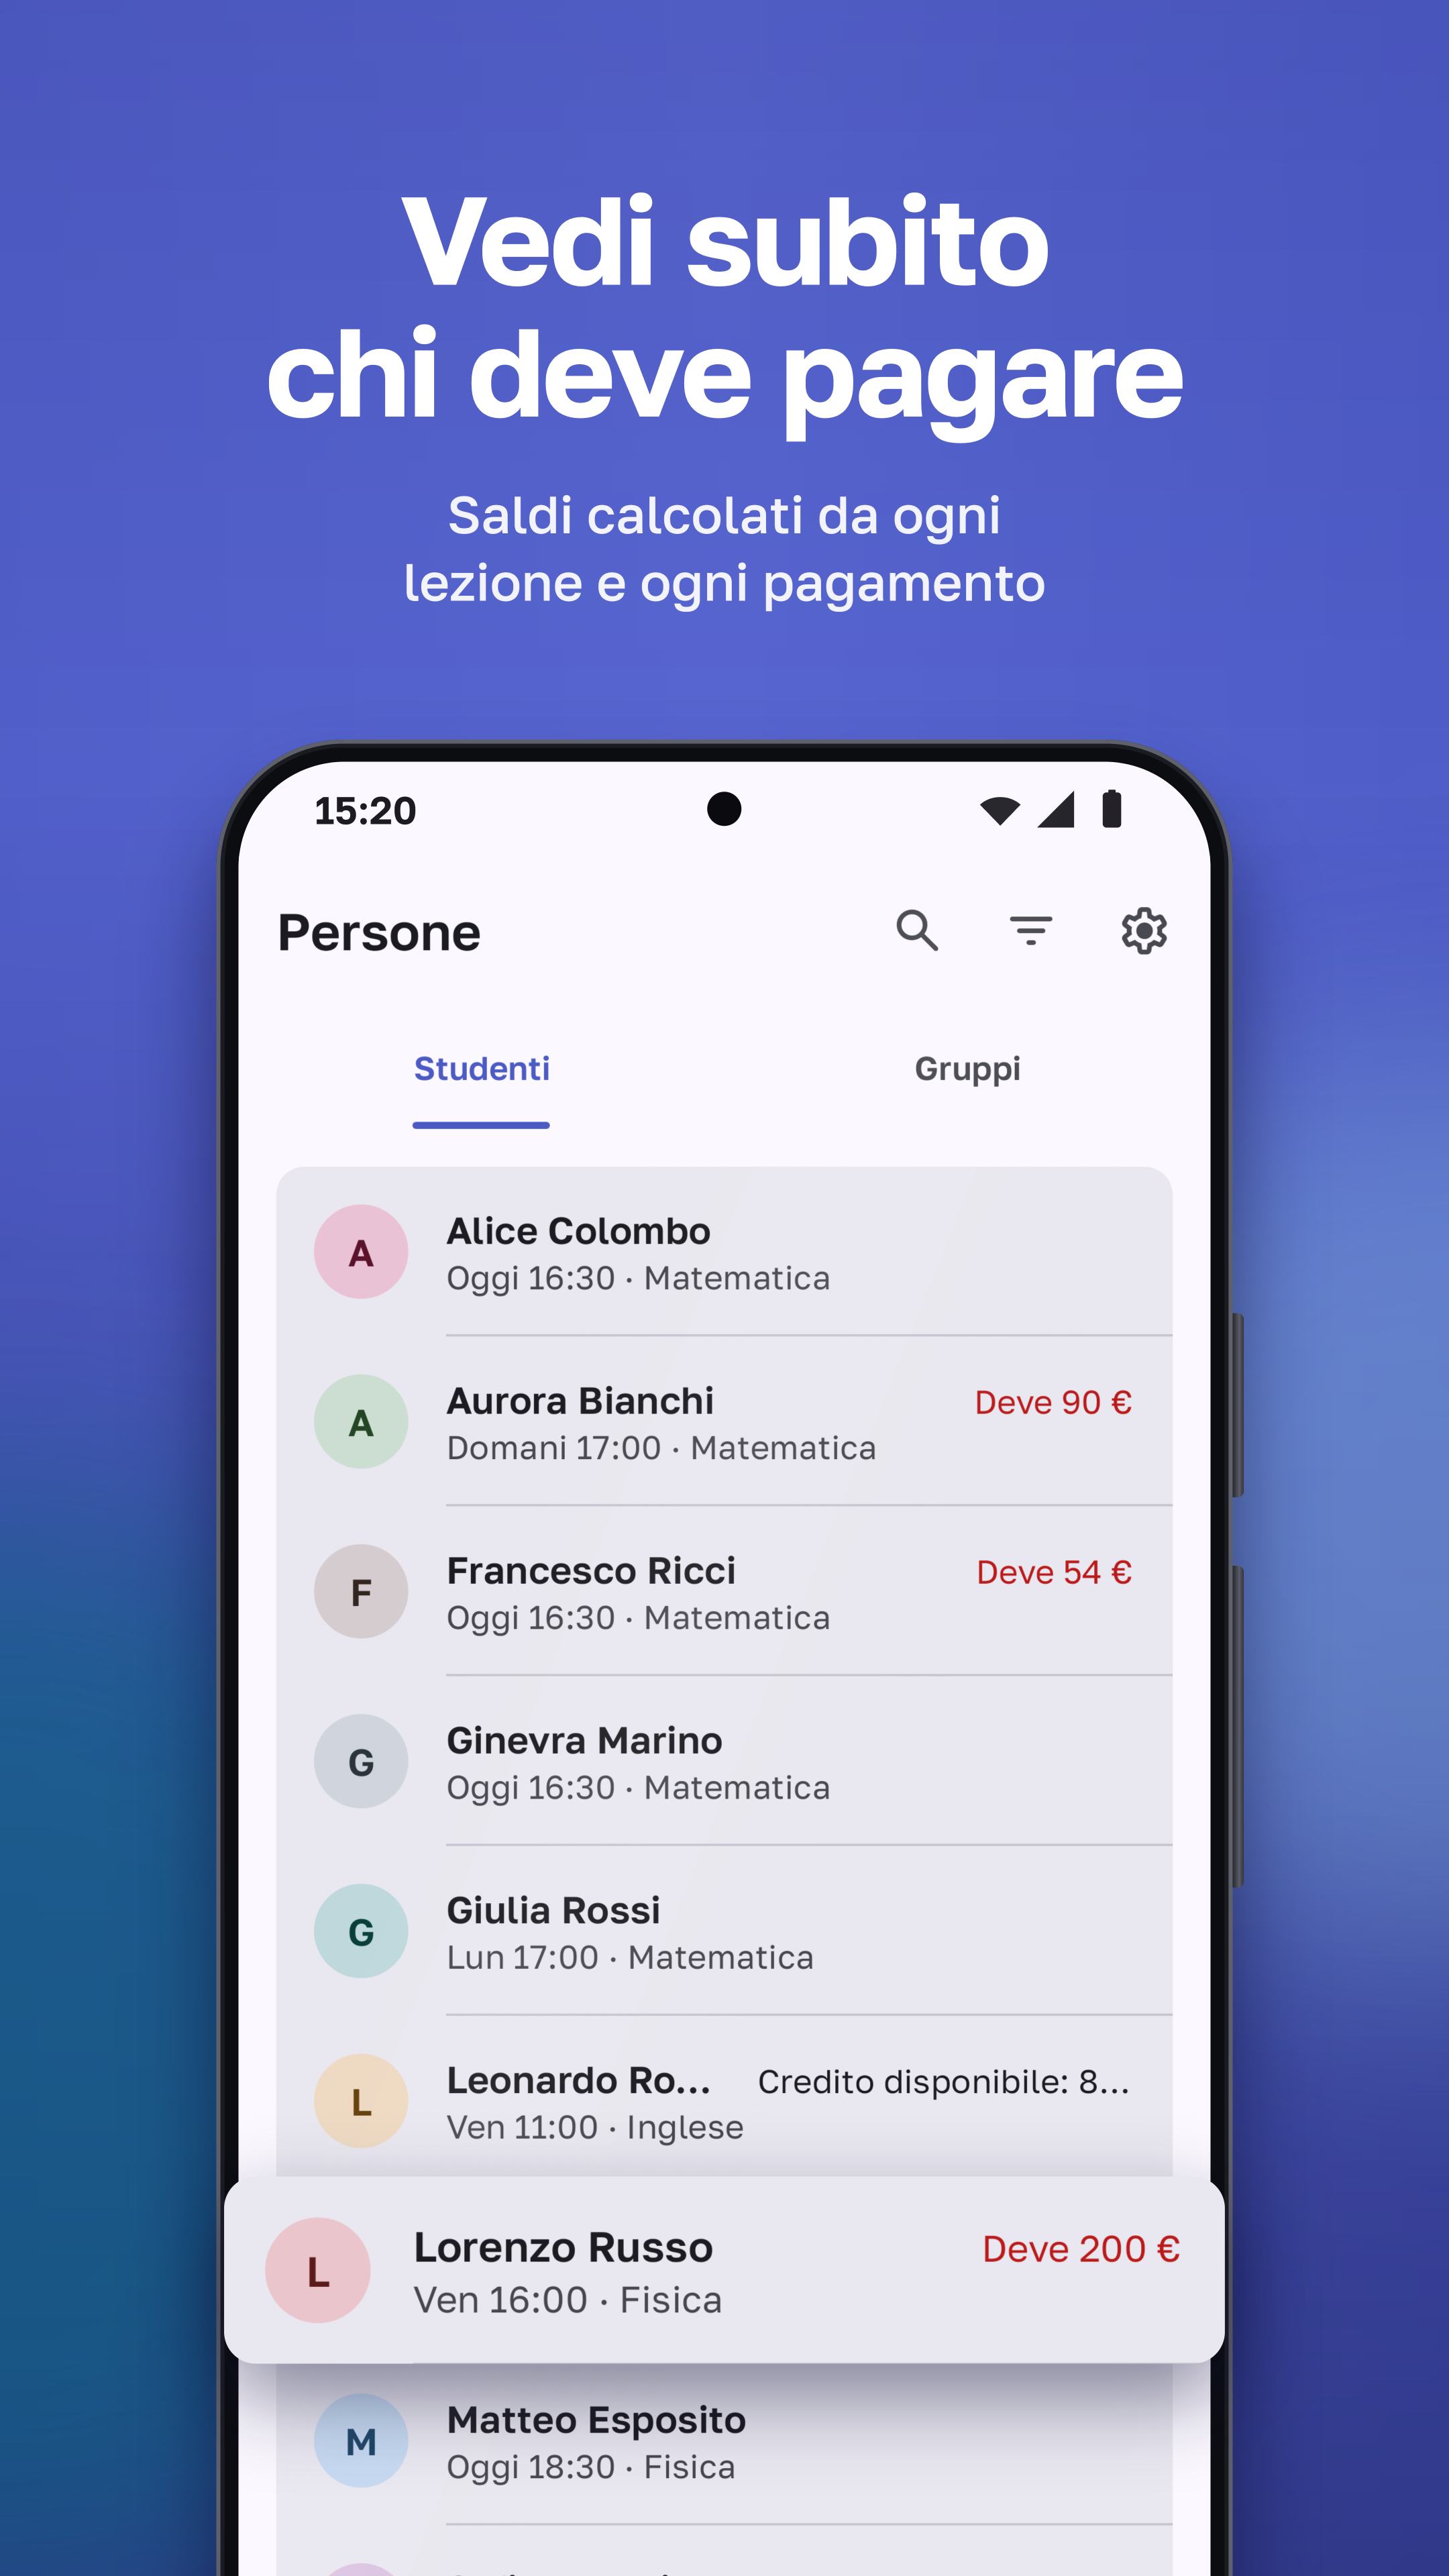 Vedi subito
chi deve pagare
Saldi calcolati da ogni
lezione e ogni pagamento
15:20
Persone
Studenti
Gruppi
A
Alice Colombo
Oggi 16:30 · Matematica
A
Aurora Bianchi
Deve 90 €
Domani 17:00 · Matematica
F
Francesco Ricci
Deve 54 €
Oggi 16:30 · Matematica
G
Ginevra Marino
Oggi 16:30 · Matematica
G
Giulia Rossi
Lun 17:00 · Matematica
L
Leonardo Ro...
Credito disponibile: 8...
Ven 11:00 · Inglese
L
Lorenzo Russo
Deve 200 €
Ven 16:00 · Fisica
M
Matteo Esposito
Oggi 18:30 · Fisica